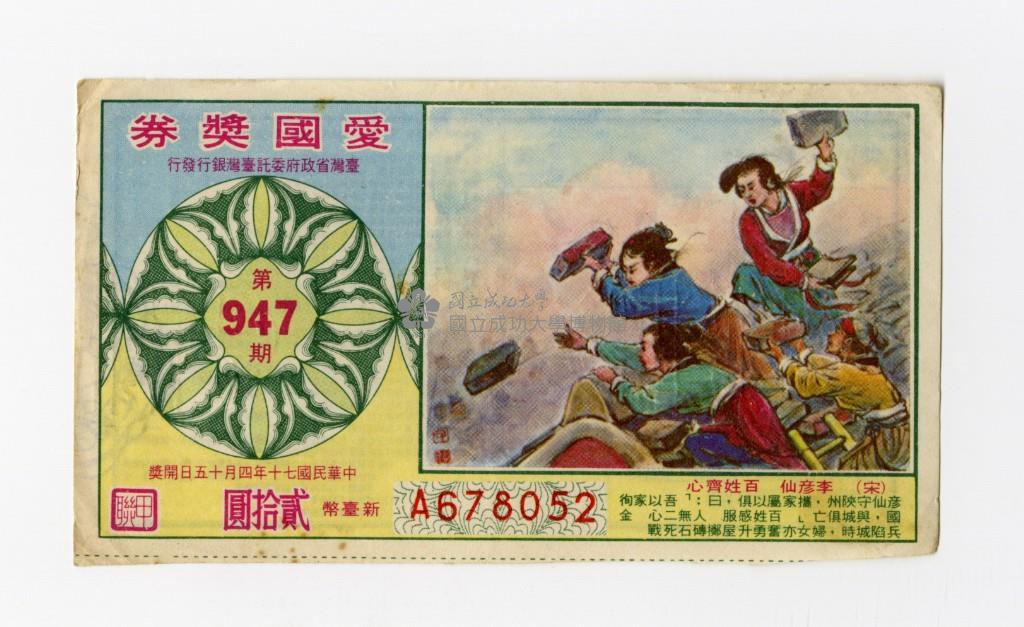 愛國獎券
臺灣省政府委託臺灣銀行發行
第
947
期
中華民國七十年四月十五日開獎
新臺幣 貳拾圓
甲聯
A678052
(宋)李彥仙 百姓齊心
彥仙守陝州,攜家屬以俱,曰:「吾以家徇
國,與城俱亡」百姓感服 人無二心 金
兵陷城時,婦女亦奮勇升屋擲磚石死戰
國立成功大學
國立成功大學博物館